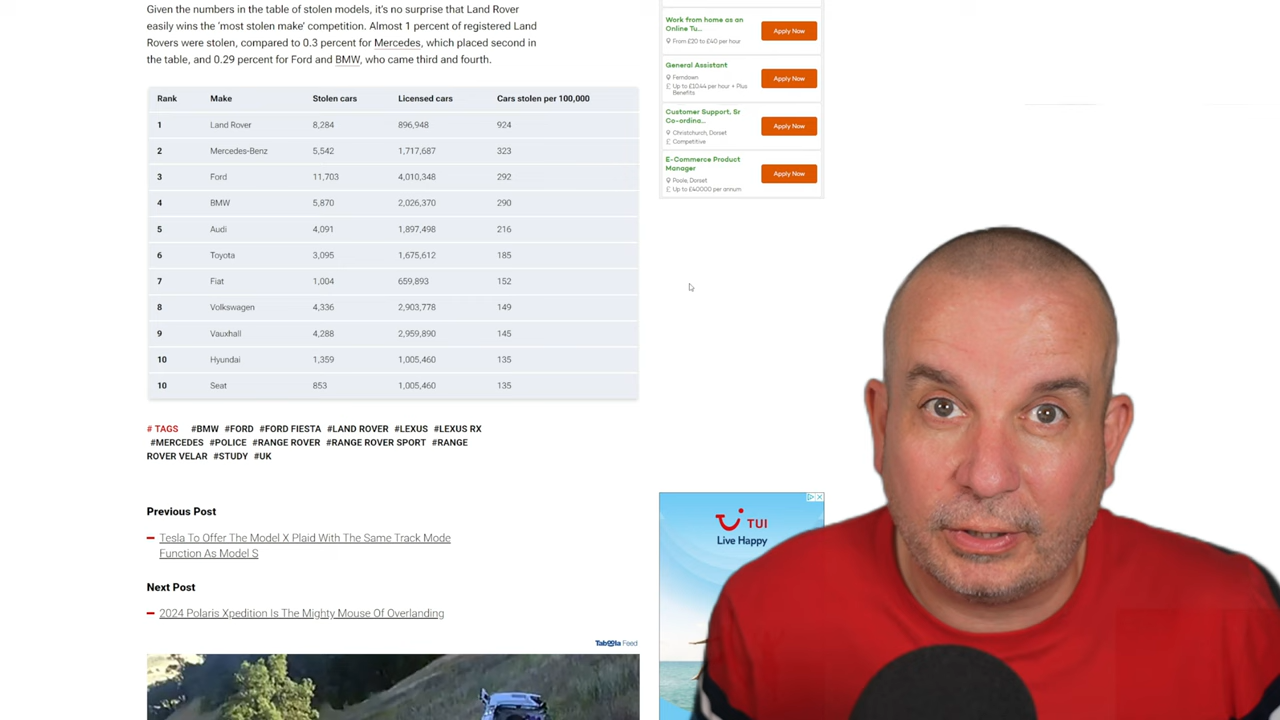 Given the numbers in the table of stolen models, it's no surprise that Land Rover
easily wins the 'most stolen make' competition. Almost 1 percent of registered Land
Rovers were stolen, compared to 0.3 percent for Mercedes, which placed second in
the table, and 0.29 percent for Ford and BMW, who came third and fourth.
Rank Make Stolen cars Licensed cars Cars stolen per 100,000
Land-Rover 8,284 924
Mercedes-Benz 5,542 323
Ford 11,703 292
4 BMW 5,870 2,026,370 290
5 Audi 4,091 1,897,498 216
6 Toyota 3,095 1,675,612 185
7 Fiat 1,004 659,893 152
8 Volkswagen 4,336 2,903,778 149
9 Vauxhall 4,288 2,959,890 145
10 Hyundai 1,359 1,005,460 135
10 Seat 853 1,005,460 135
# TAGS #BMW #FORD #FORD FIESTA #LAND ROVER #LEXUS #LEXUS RX
#MERCEDES #POLICE #RANGE ROVER #RANGE ROVER SPORT #RANGE
ROVER VELAR #STUDY #UK
Previous Post
Tesla To Offer The Model X Plaid With The Same Track Mode
Function As Model S
Next Post
2024 Polaris Xpedition Is The Mighty Mouse Of Overlanding
Taboola Feed
Work from home as an
Online Tu...
From £20 to £40 per hour
Apply Now
General Assistant
Ferndown
£ Up to £10.44 per hour + Plus
Benefits
Apply Now
Customer Support, Sr
Co-ordina...
Christchurch, Dorset
£ Competitive
Apply Now
E-Commerce Product
Manager
Poole, Dorset
£ Up to £40000 per annum
Apply Now
TUI
Live Happy